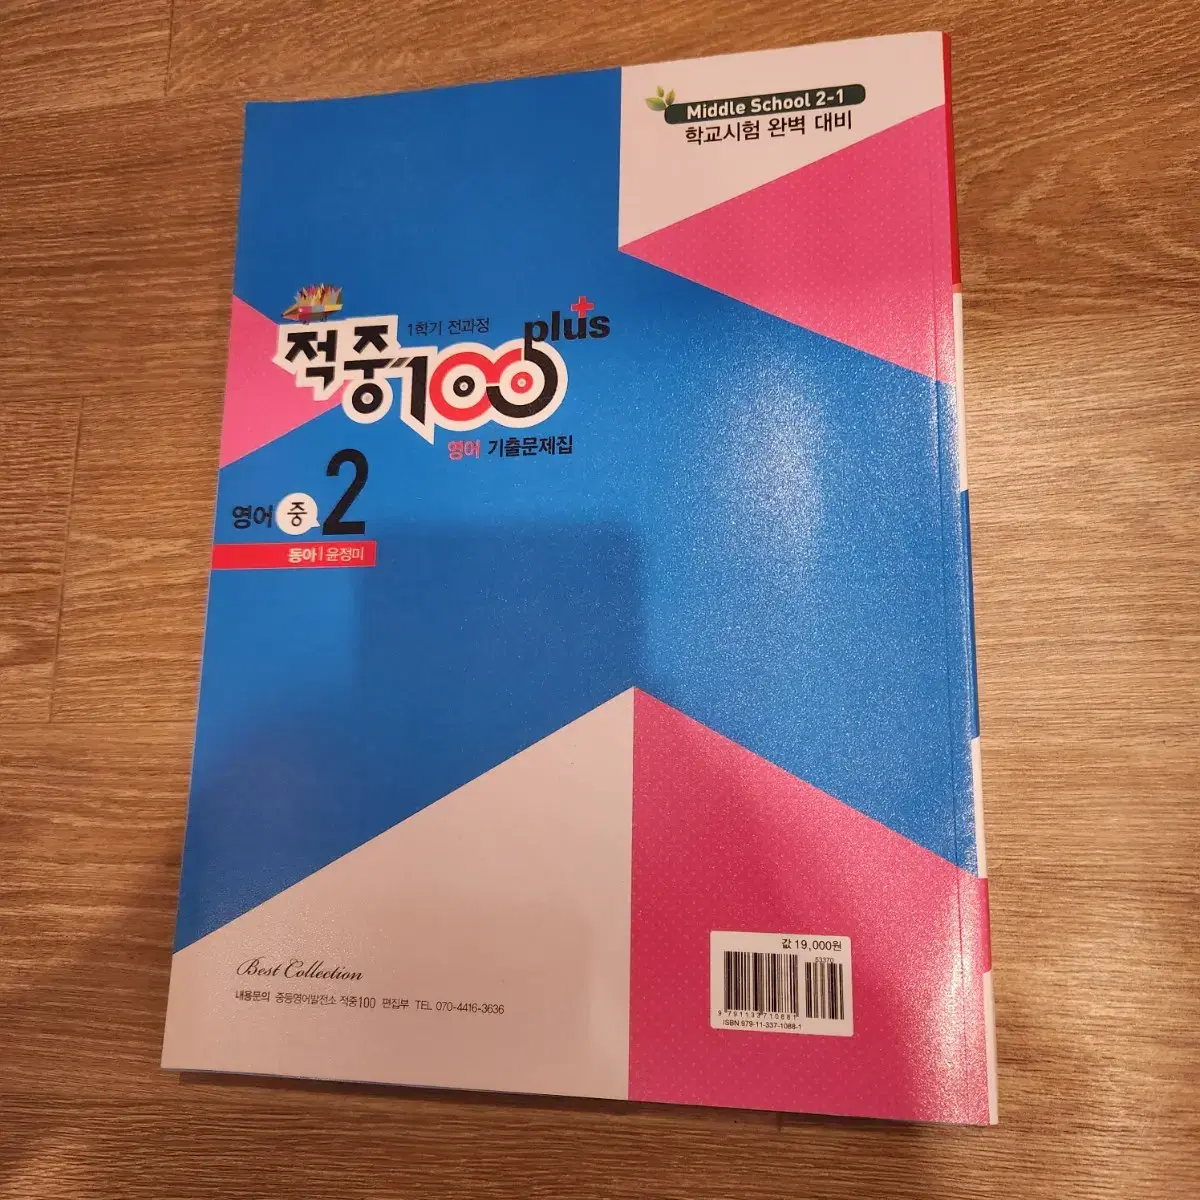 Middle School 2-1
학교시험 완벽 대비
1학기 전과정
적중100 plus
영어 기출문제집
영어 중 2
동아 | 윤정미
Best Collection
내용문의 중등영어발전소 적중100 편집부 TEL 070-4416-3636
값 19,000원
53370
9 791133 710881
ISBN 979-11-337-1088-1